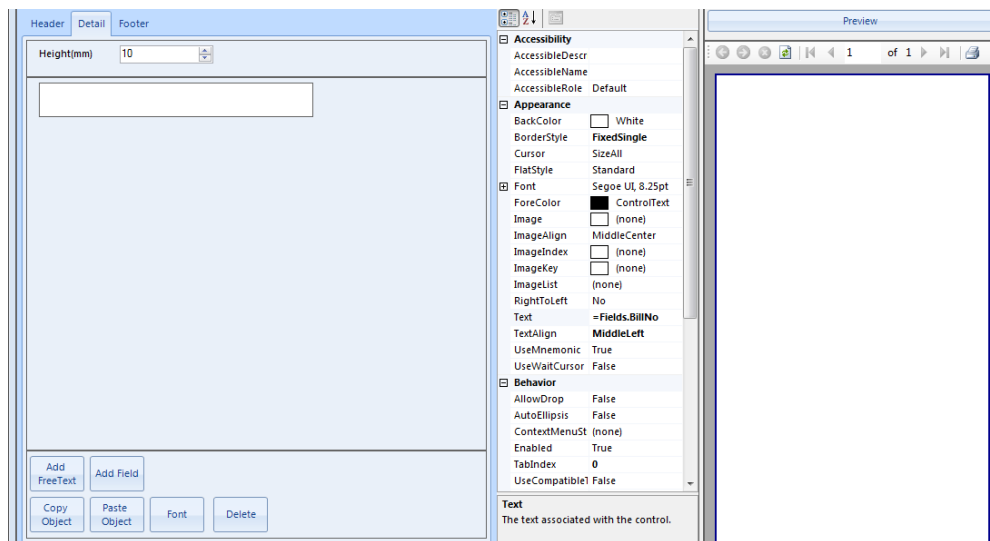 Header Detail Footer
Height(mm) 10
Add FreeText
Add Field
Copy Object
Paste Object
Font
Delete
Accessibility
AccessibleDescr
AccessibleName
AccessibleRole Default
Appearance
BackColor White
BorderStyle FixedSingle
Cursor SizeAll
FlatStyle Standard
Font Segoe UI, 8.25pt
ForeColor ControlText
Image (none)
ImageAlign MiddleCenter
ImageIndex (none)
ImageKey (none)
ImageList (none)
RightToLeft No
Text =Fields.BillNo
TextAlign MiddleLeft
UseMnemonic True
UseWaitCursor False
Behavior
AllowDrop False
AutoEllipsis False
ContextMenuSt (none)
Enabled True
TabIndex 0
UseCompatibleT False
Text
The text associated with the control.
Preview
1 of 1